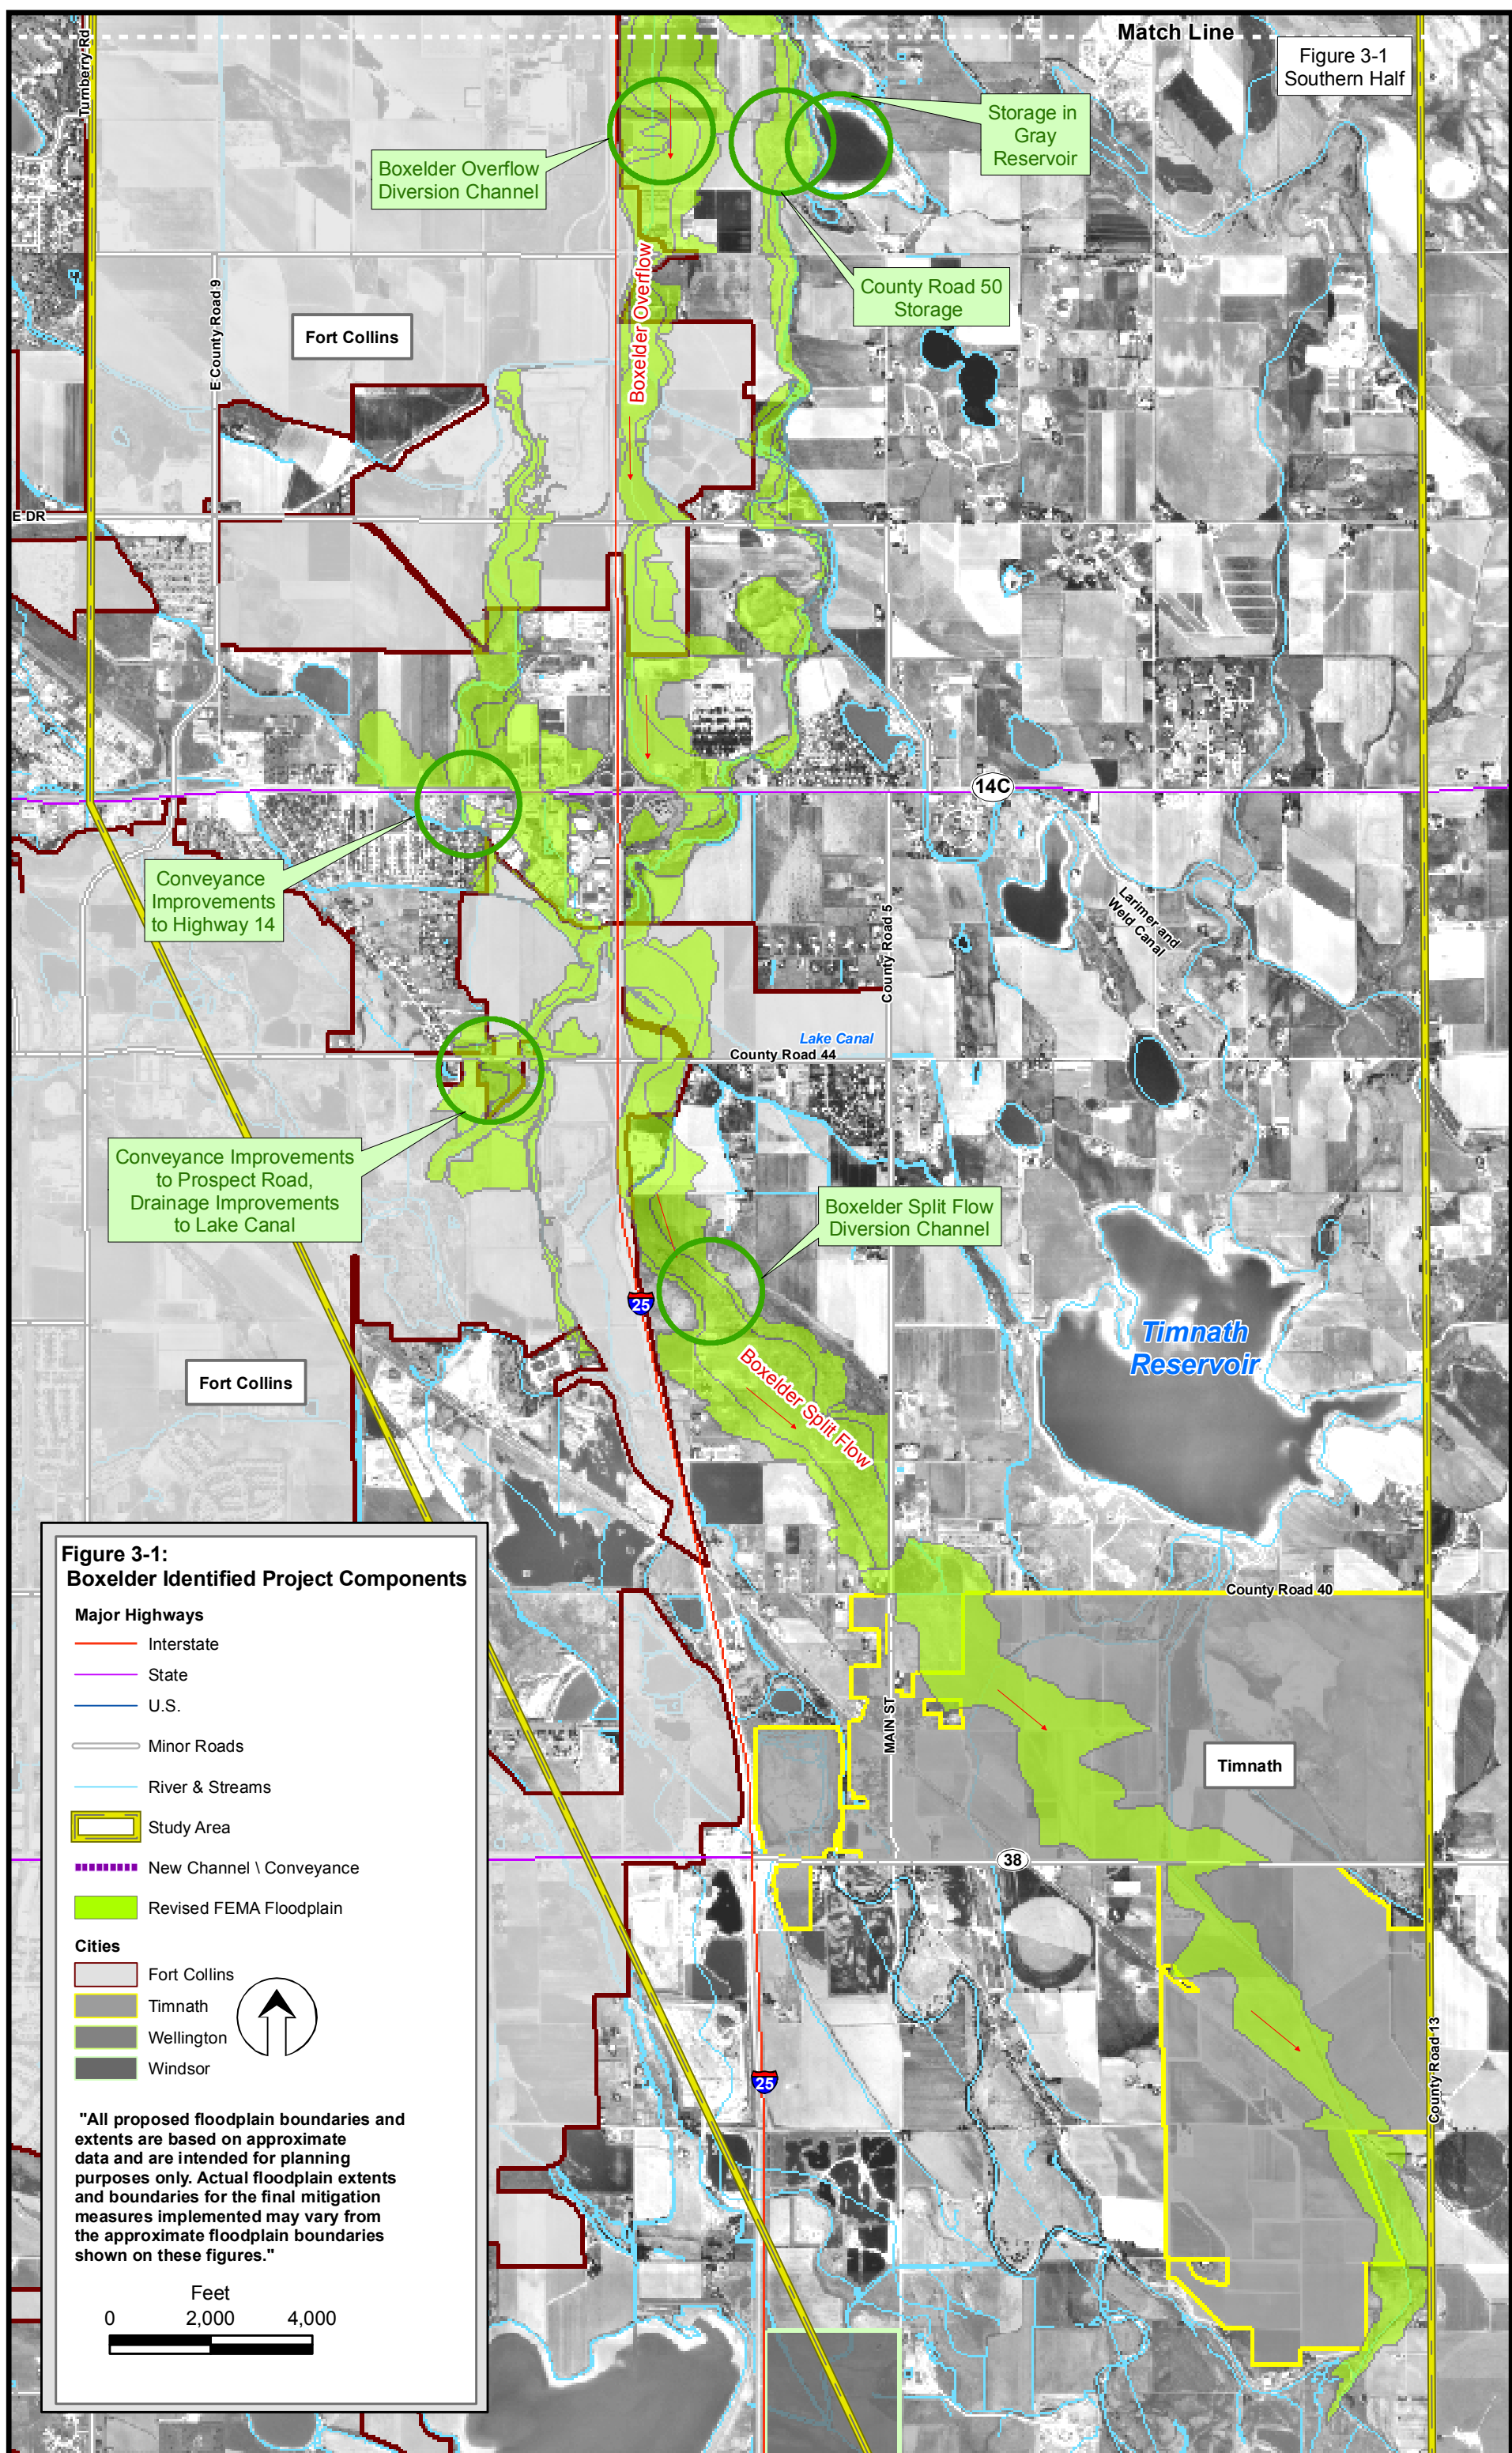 Match Line
Figure 3-1
Southern Half
Turnberry Rd
Storage in
Gray
Reservoir
Boxelder Overflow
Diversion Channel
County Road 50
Storage
Boxelder Overflow
E County Road 9
Fort Collins
E DR
14C
Conveyance
Improvements
to Highway 14
Larimer and
Weld Canal
County Road 5
Lake Canal
County Road 44
Conveyance Improvements
to Prospect Road,
Drainage Improvements
to Lake Canal
Boxelder Split Flow
Diversion Channel
25
Timnath
Reservoir
Boxelder Split Flow
Fort Collins
County Road 40
MAIN ST
Timnath
38
County Road 13
25
Figure 3-1:
Boxelder Identified Project Components
Major Highways
Interstate
State
U.S.
Minor Roads
River & Streams
Study Area
New Channel \ Conveyance
Revised FEMA Floodplain
Cities
Fort Collins
Timnath
Wellington
Windsor
"All proposed floodplain boundaries and
extents are based on approximate
data and are intended for planning
purposes only. Actual floodplain extents
and boundaries for the final mitigation
measures implemented may vary from
the approximate floodplain boundaries
shown on these figures."
Feet
0 2,000 4,000